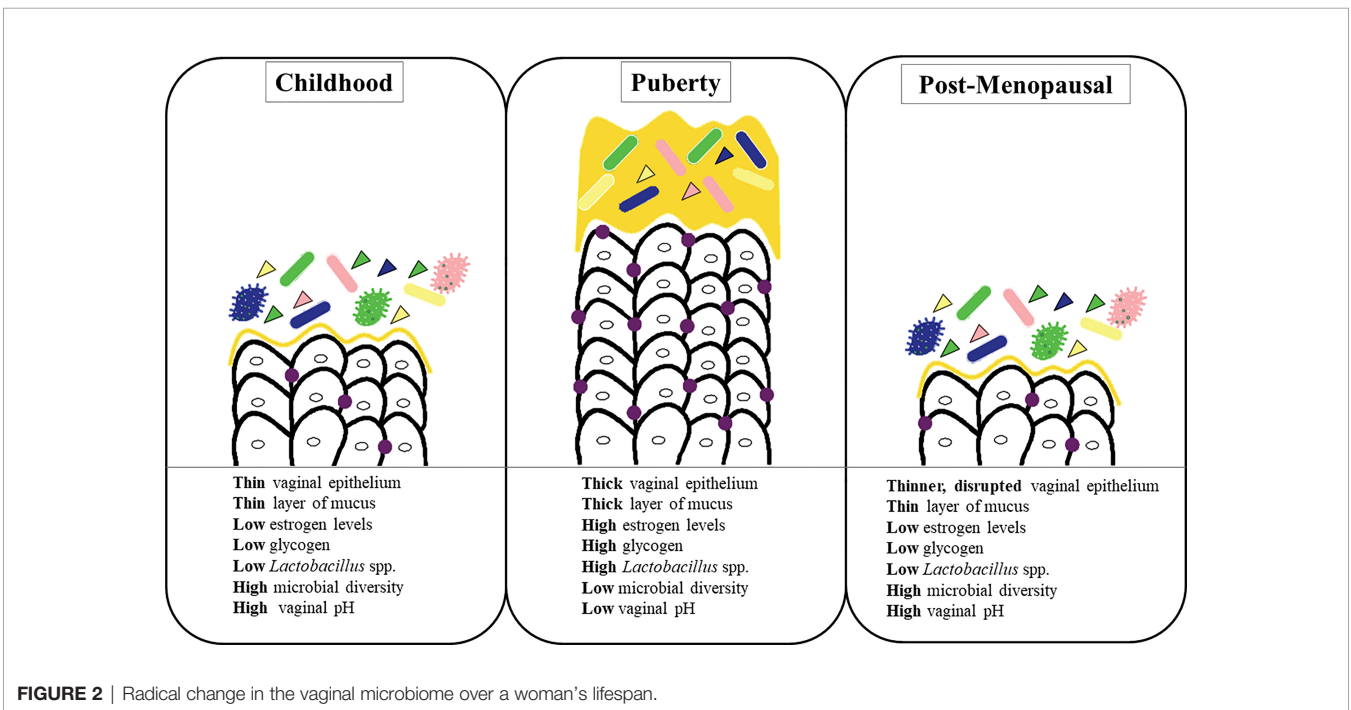 Childhood
Thin vaginal epithelium
Thin layer of mucus
Low estrogen levels
Low glycogen
Low Lactobacillus spp.
High microbial diversity
High vaginal pH
Puberty
Thick vaginal epithelium
Thick layer of mucus
High estrogen levels
High glycogen
High Lactobacillus spp.
Low microbial diversity
Low vaginal pH
Post-Menopausal
Thinner, disrupted vaginal epithelium
Thin layer of mucus
Low estrogen levels
Low glycogen
Low Lactobacillus spp.
High microbial diversity
High vaginal pH
FIGURE 2 | Radical change in the vaginal microbiome over a woman's lifespan.